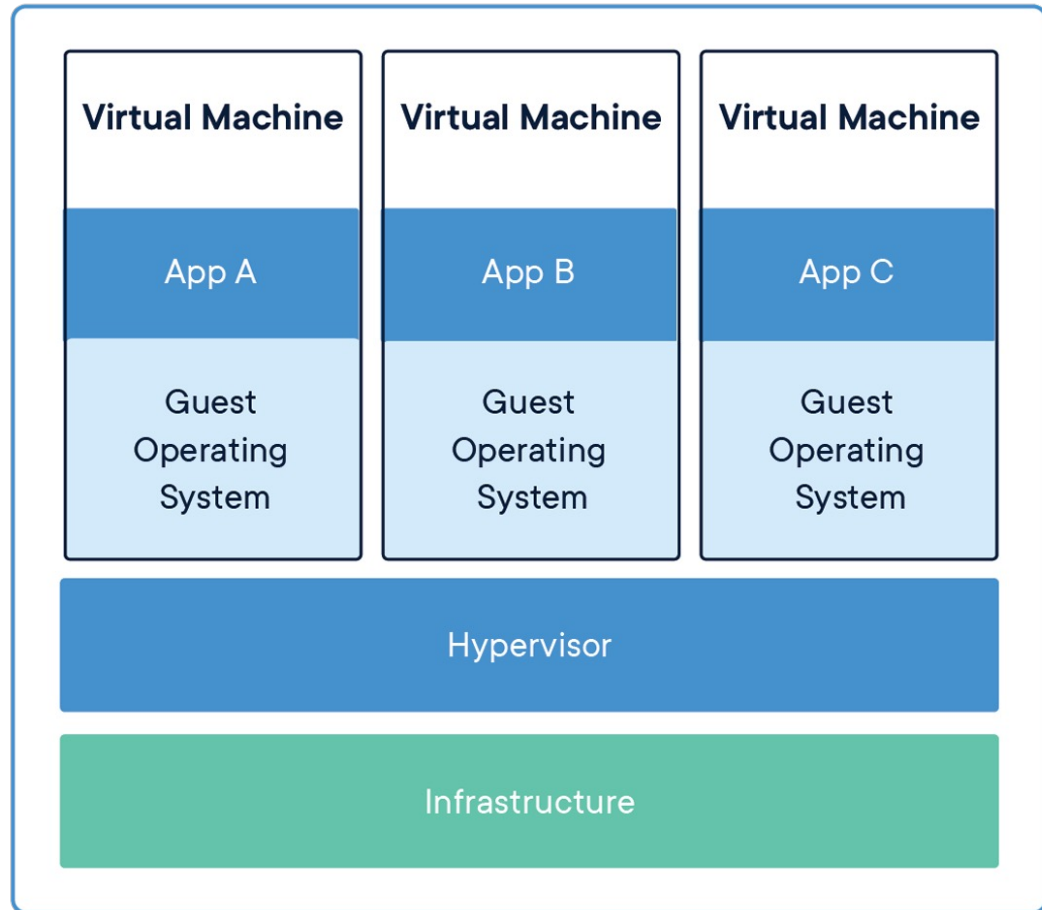 Virtual Machine
Virtual Machine
Virtual Machine
App A
App B
App C
Guest
Operating
System
Guest
Operating
System
Guest
Operating
System
Hypervisor
Infrastructure